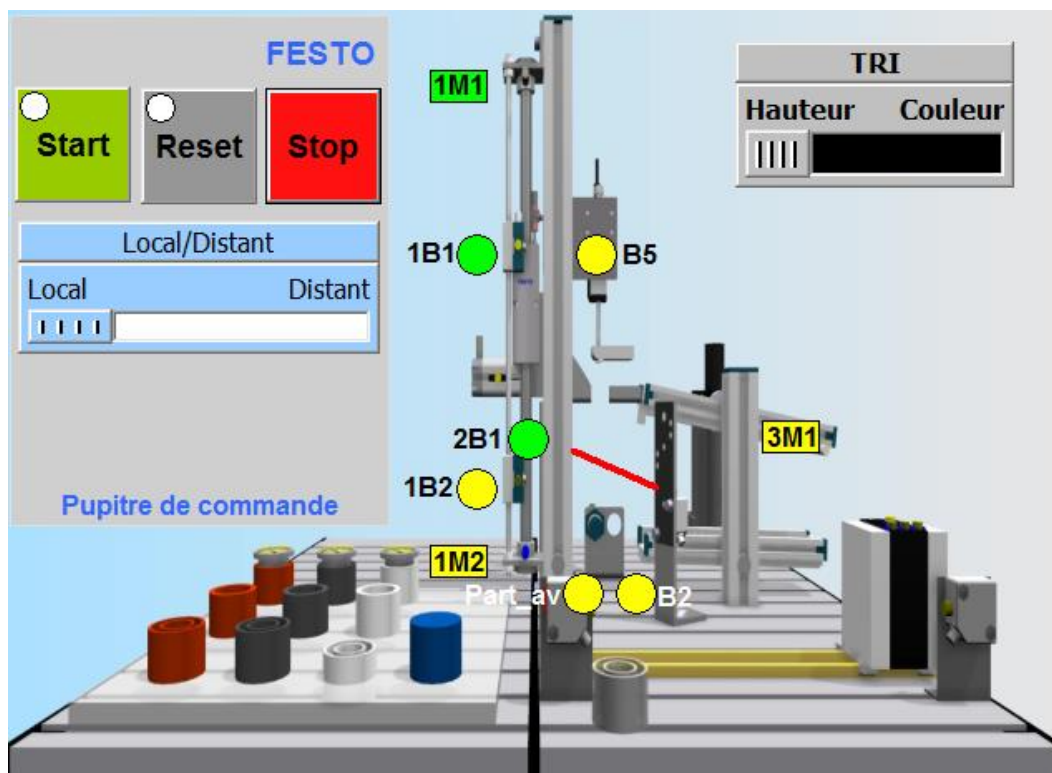 FESTO
Start
Reset
Stop
Local/Distant
Local Distant
Pupitre de commande
TRI
Hauteur Couleur
1M1
1B1
B5
2B1
3M1
1B2
1M2
Part_av
B2